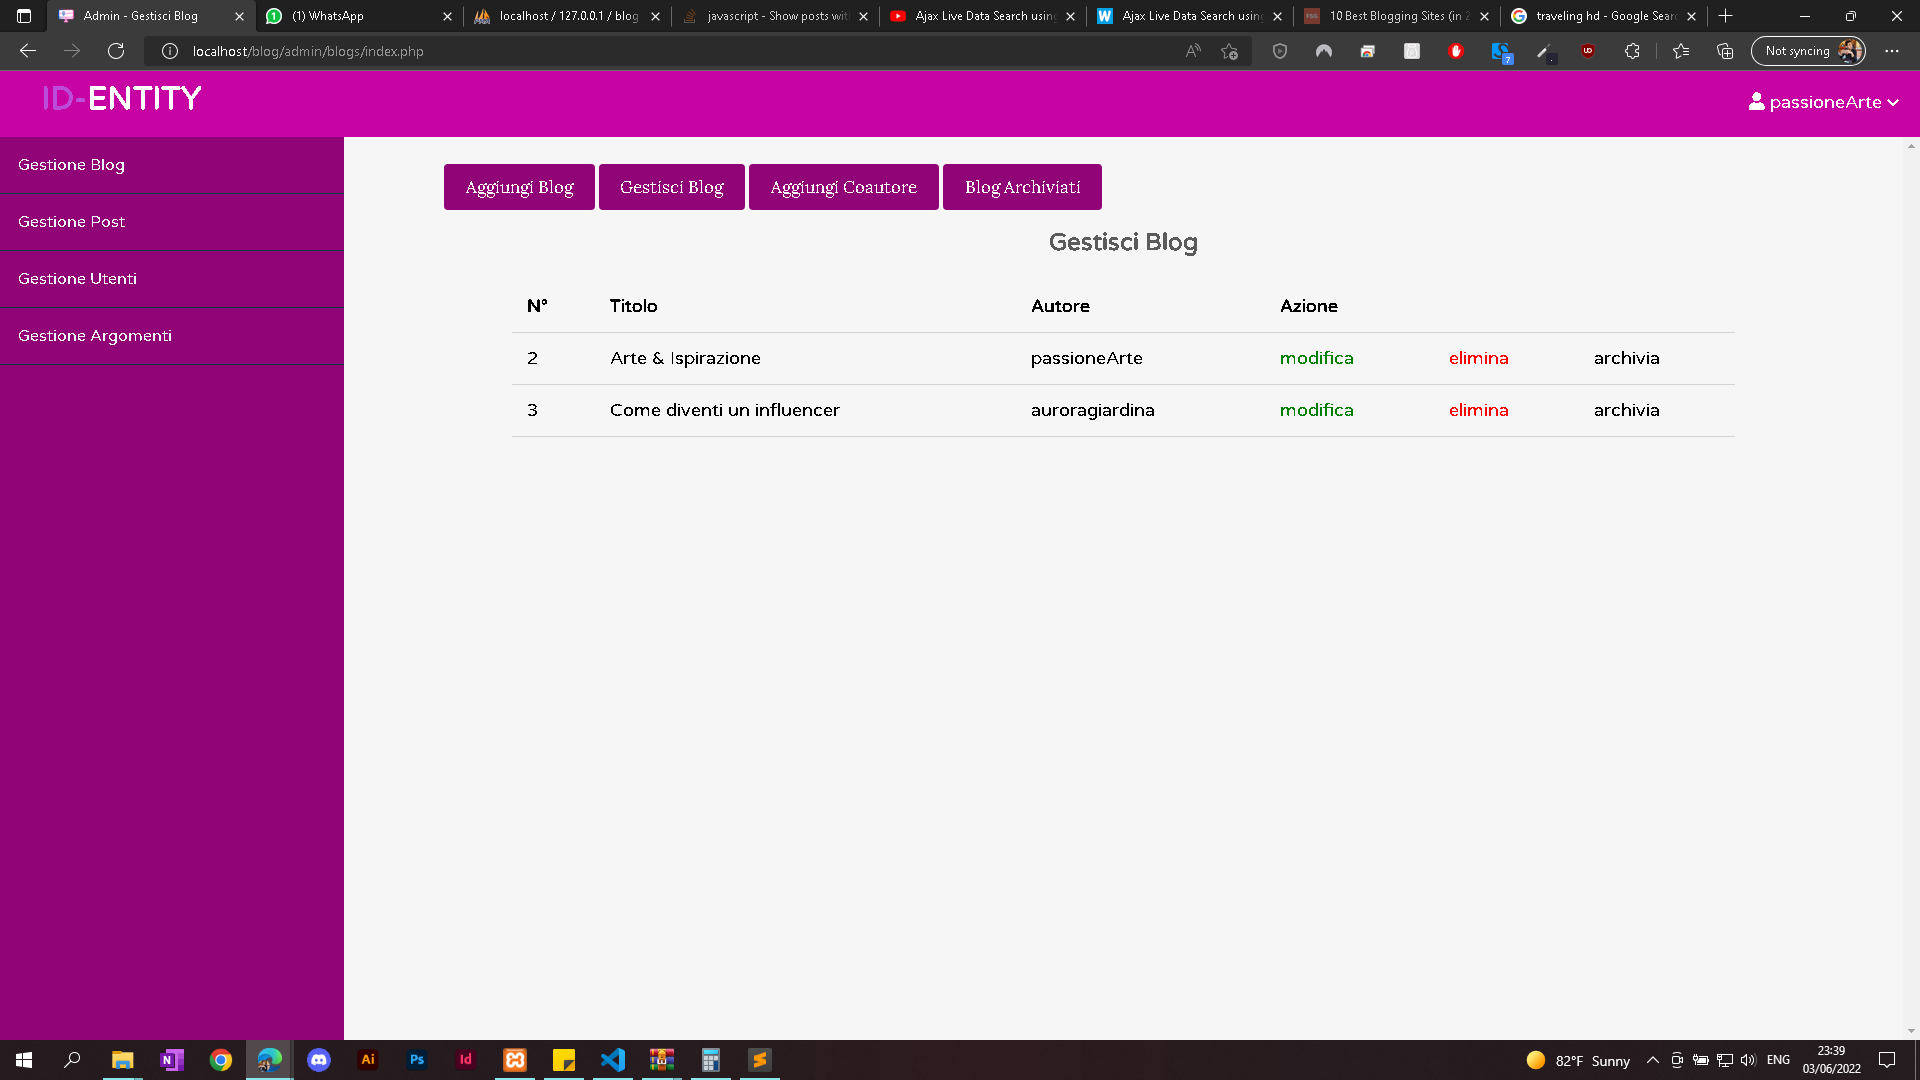 Admin - Gestisci Blog
(1) WhatsApp
localhost / 127.0.0.1 / blog
javascript - Show posts wit
Ajax Live Data Search using
Ajax Live Data Search using
10 Best Blogging Sites (in 2
traveling hd - Google Sear
localhost/blog/admin/blogs/index.php
7
Not syncing
ID-ENTITY
passioneArte
Gestione Blog
Gestione Post
Gestione Utenti
Gestione Argomenti
Aggiungi Blog
Gestisci Blog
Aggiungi Coautore
Blog Archiviati
Gestisci Blog
N° Titolo Autore Azione
2 Arte & Ispirazione passioneArte modifica elimina archivia
3 Come diventi un influencer auroragiardina modifica elimina archivia
N
Ai
Ps
Id
82°F Sunny
ENG
23:39
03/06/2022